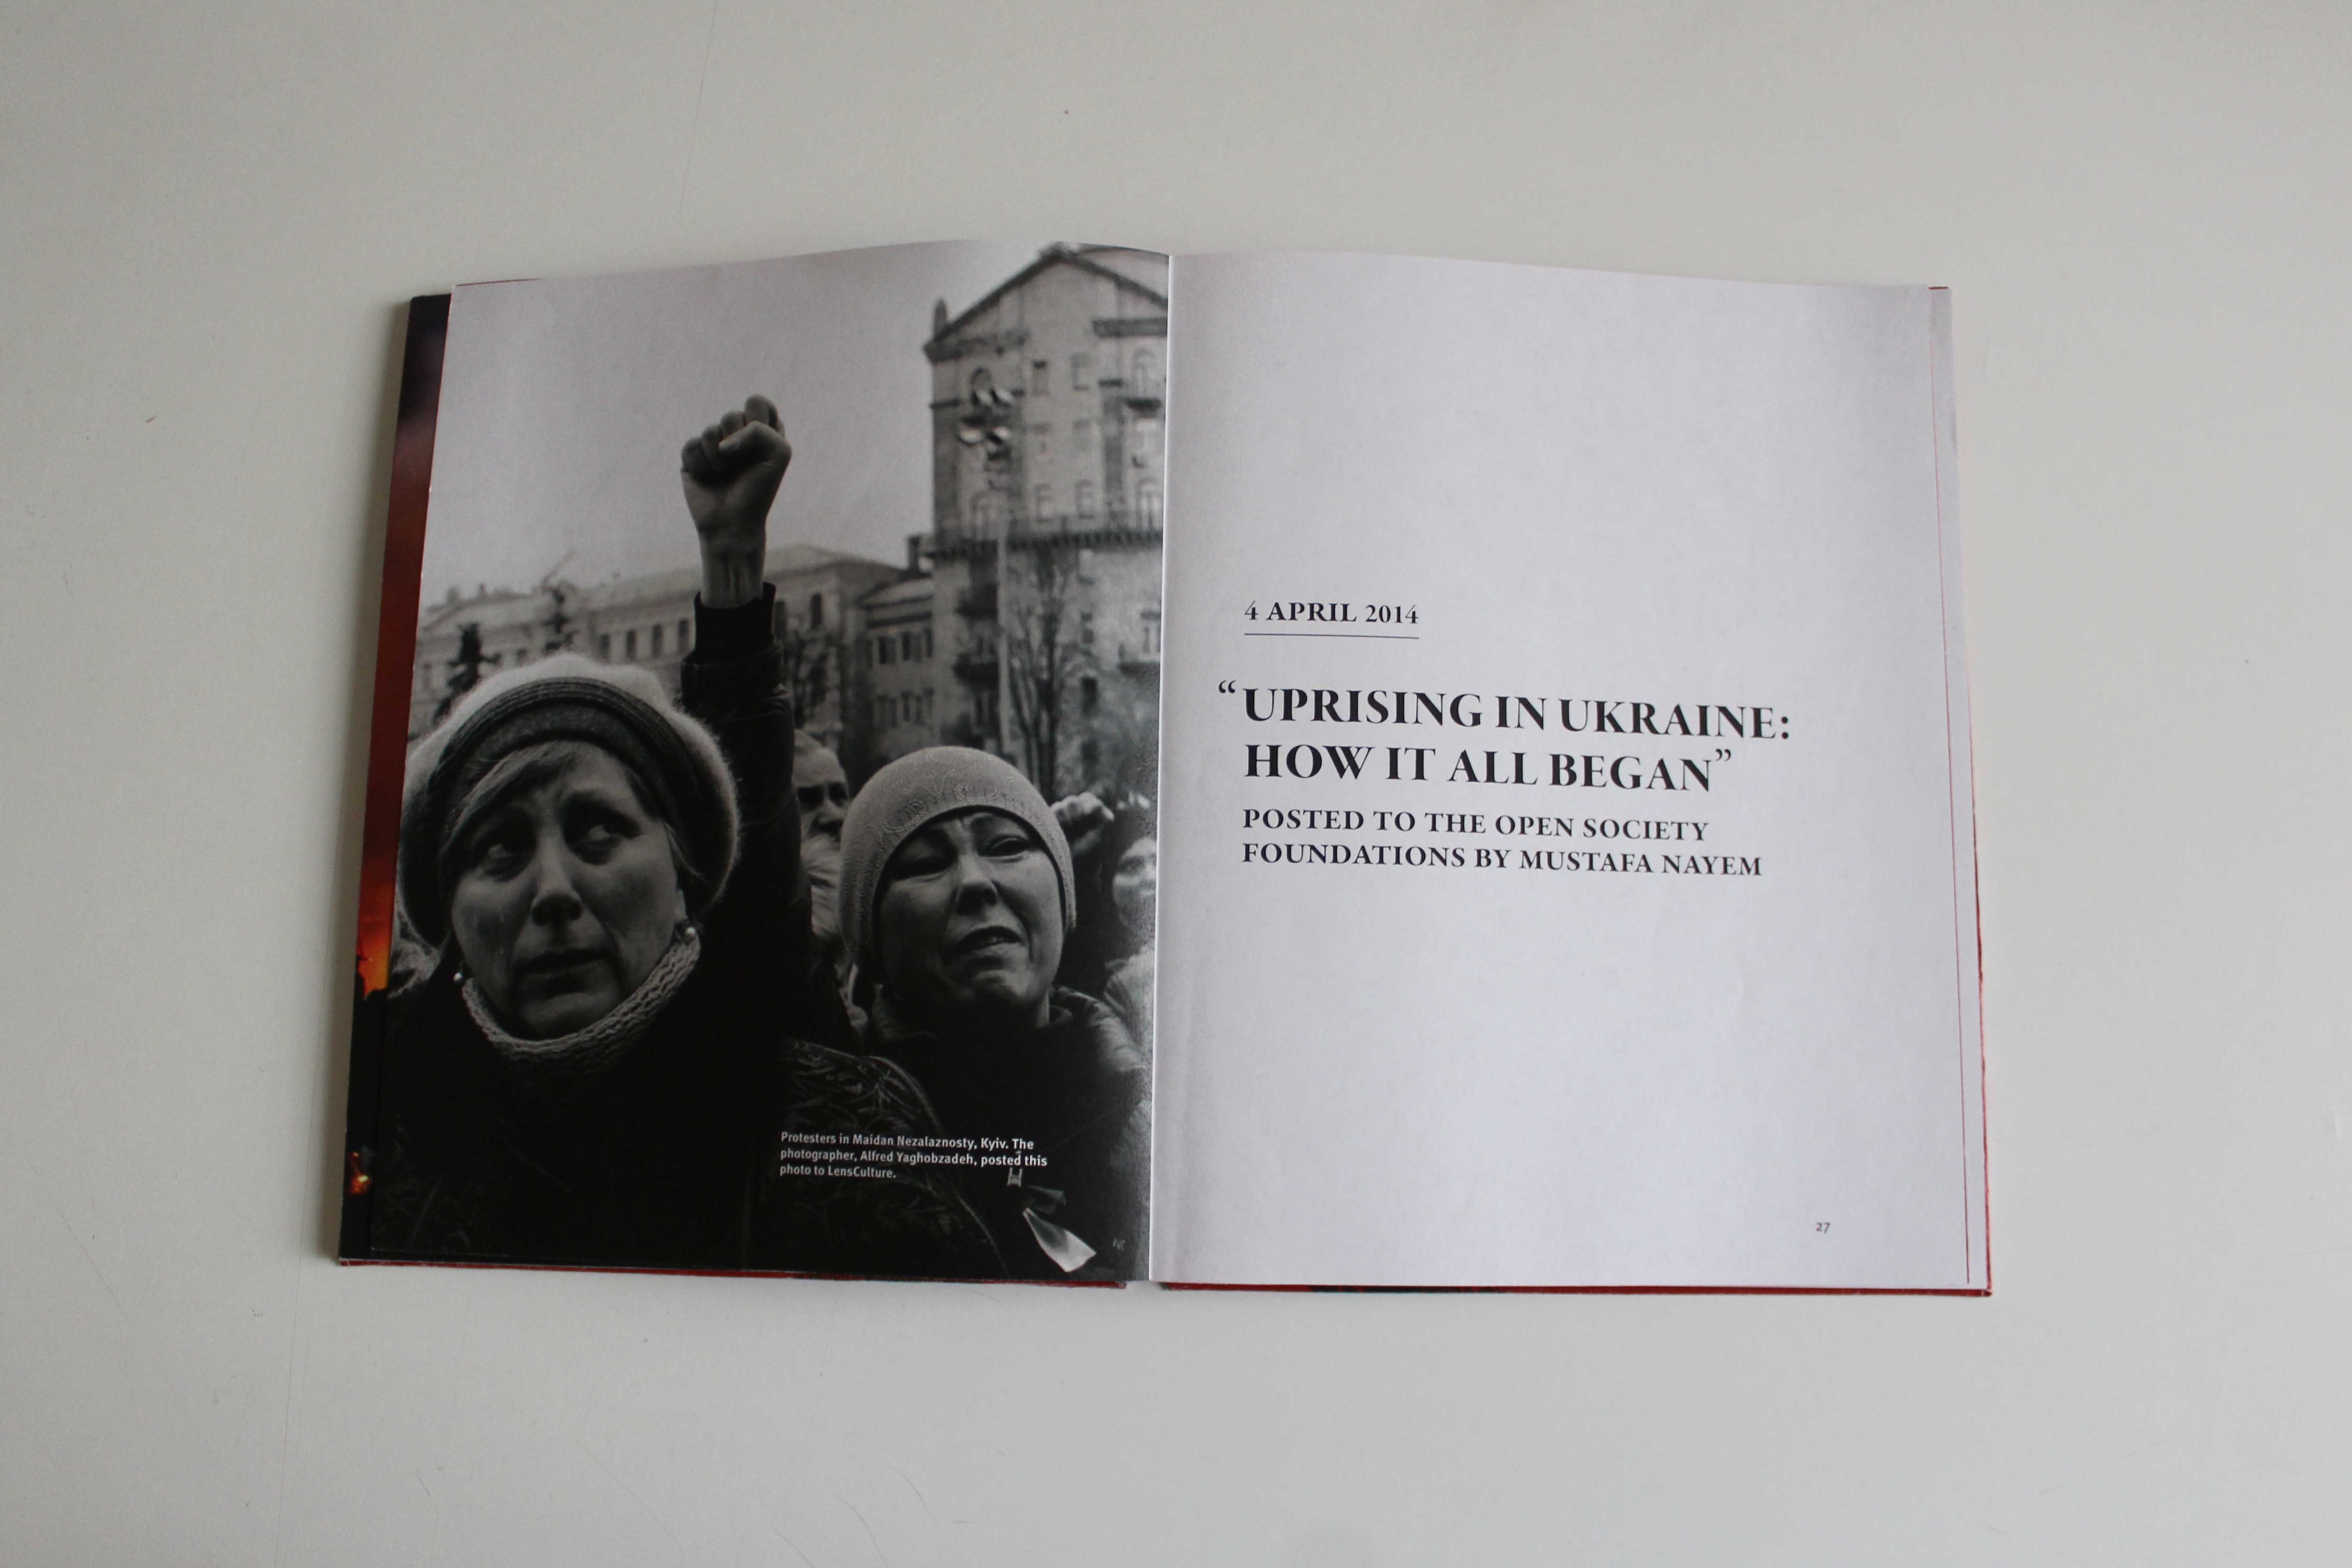 Protesters in Maidan Nezalaznosty, Kyiv. The
photographer, Alfred Yaghobzadeh, posted this
photo to LensCulture.
4 APRIL 2014
“UPRISING IN UKRAINE:
HOW IT ALL BEGAN”
POSTED TO THE OPEN SOCIETY
FOUNDATIONS BY MUSTAFA NAYEM
27